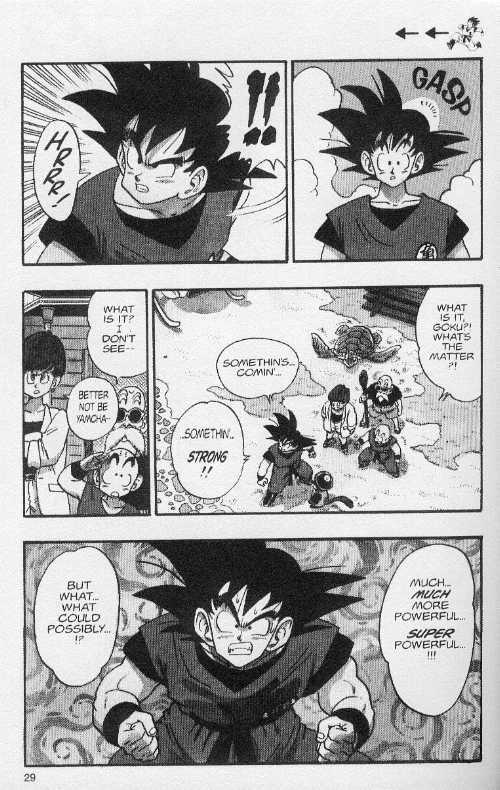 GASP
!!
HRRR!
WHAT
IS IT,
GOKU?!
WHAT'S
THE
MATTER
?!
SOMETHIN'S...
COMIN'...
..SOMETHIN'..
STRONG
!!
WHAT
IS IT?
I
DON'T
SEE--
BETTER
NOT BE
YAMCHA-
MUCH...
MUCH
MORE
POWERFUL...
SUPER
POWERFUL...
!!!
BUT
WHAT...
WHAT
COULD
POSSIBLY...
!?
29